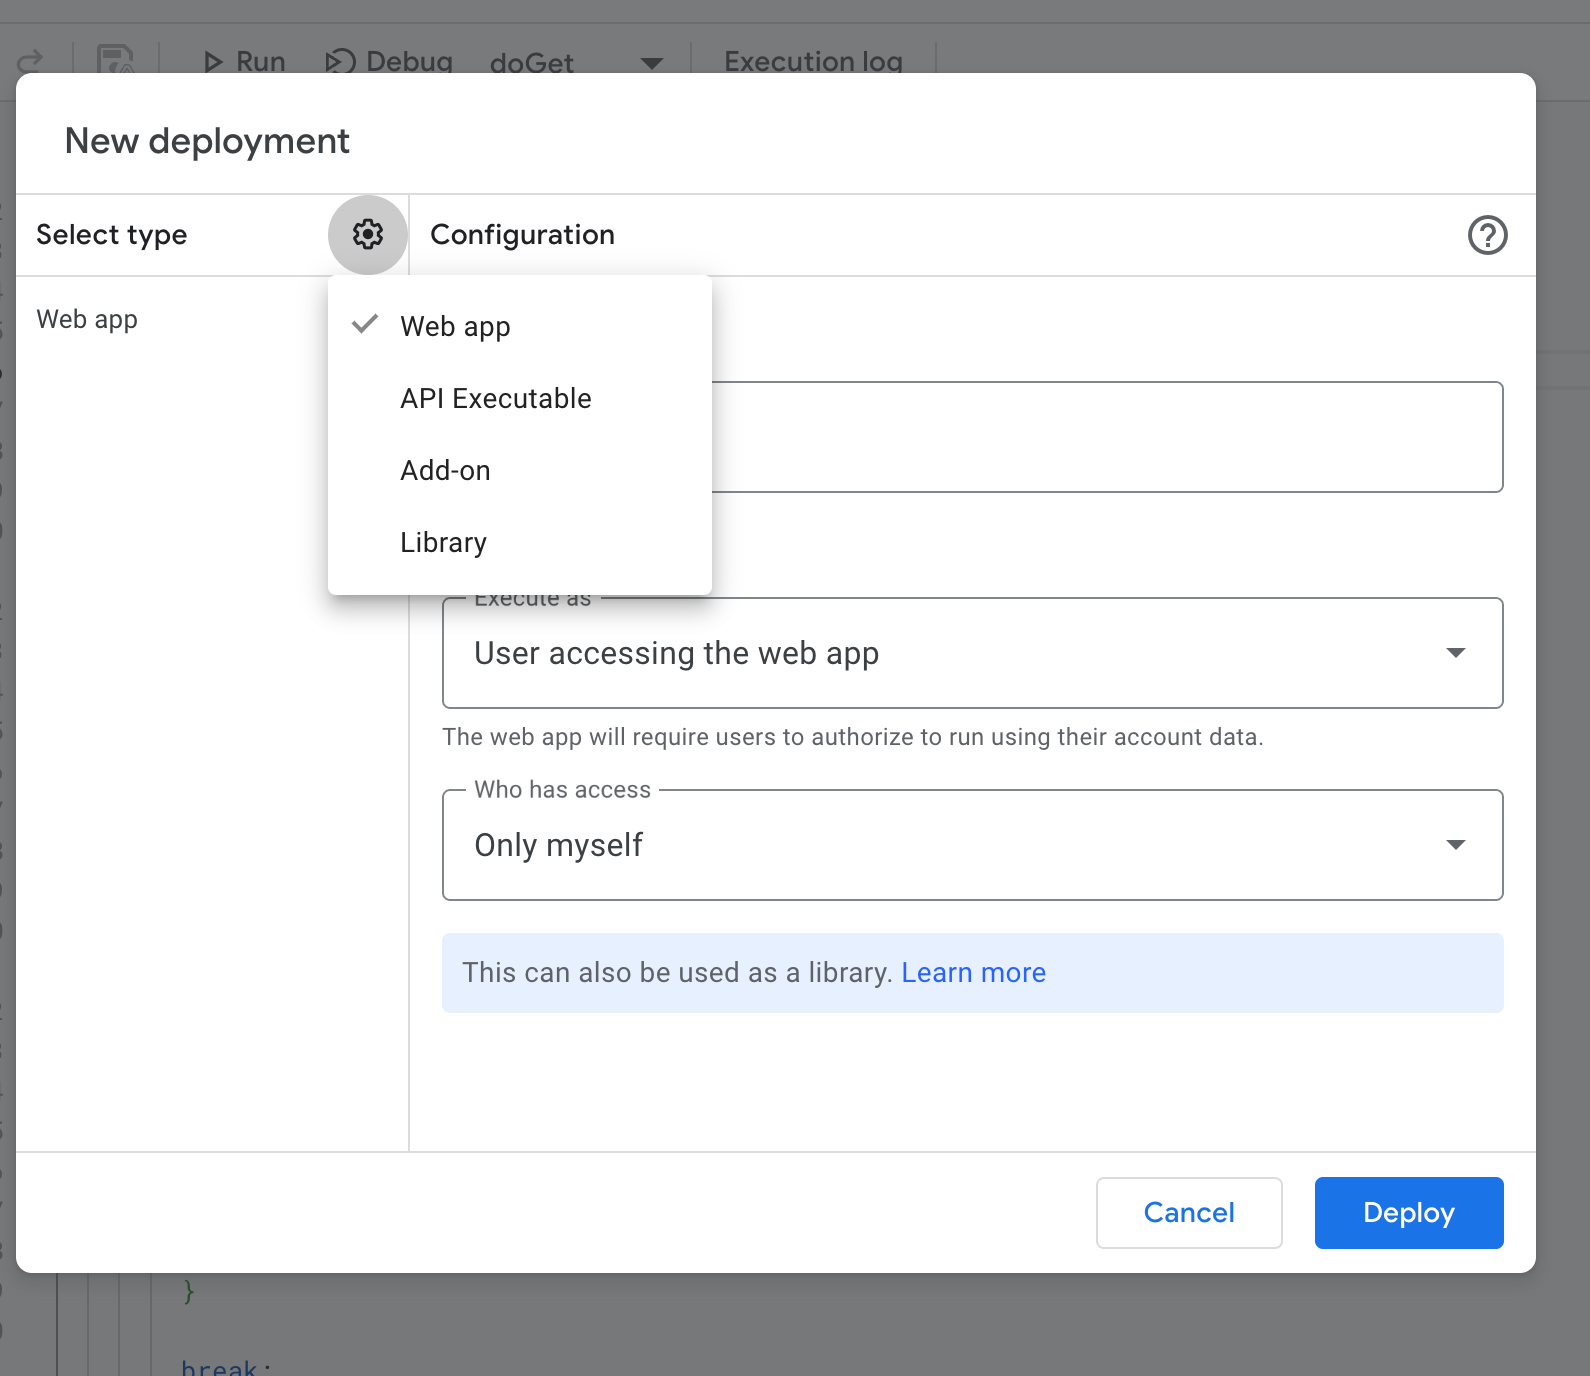 Run Debug doGet Execution log
New deployment
Select type
Configuration
Web app
Web app
API Executable
Add-on
Library
Execute as
User accessing the web app
The web app will require users to authorize to run using their account data.
Who has access
Only myself
This can also be used as a library. Learn more
Cancel Deploy
}
break;